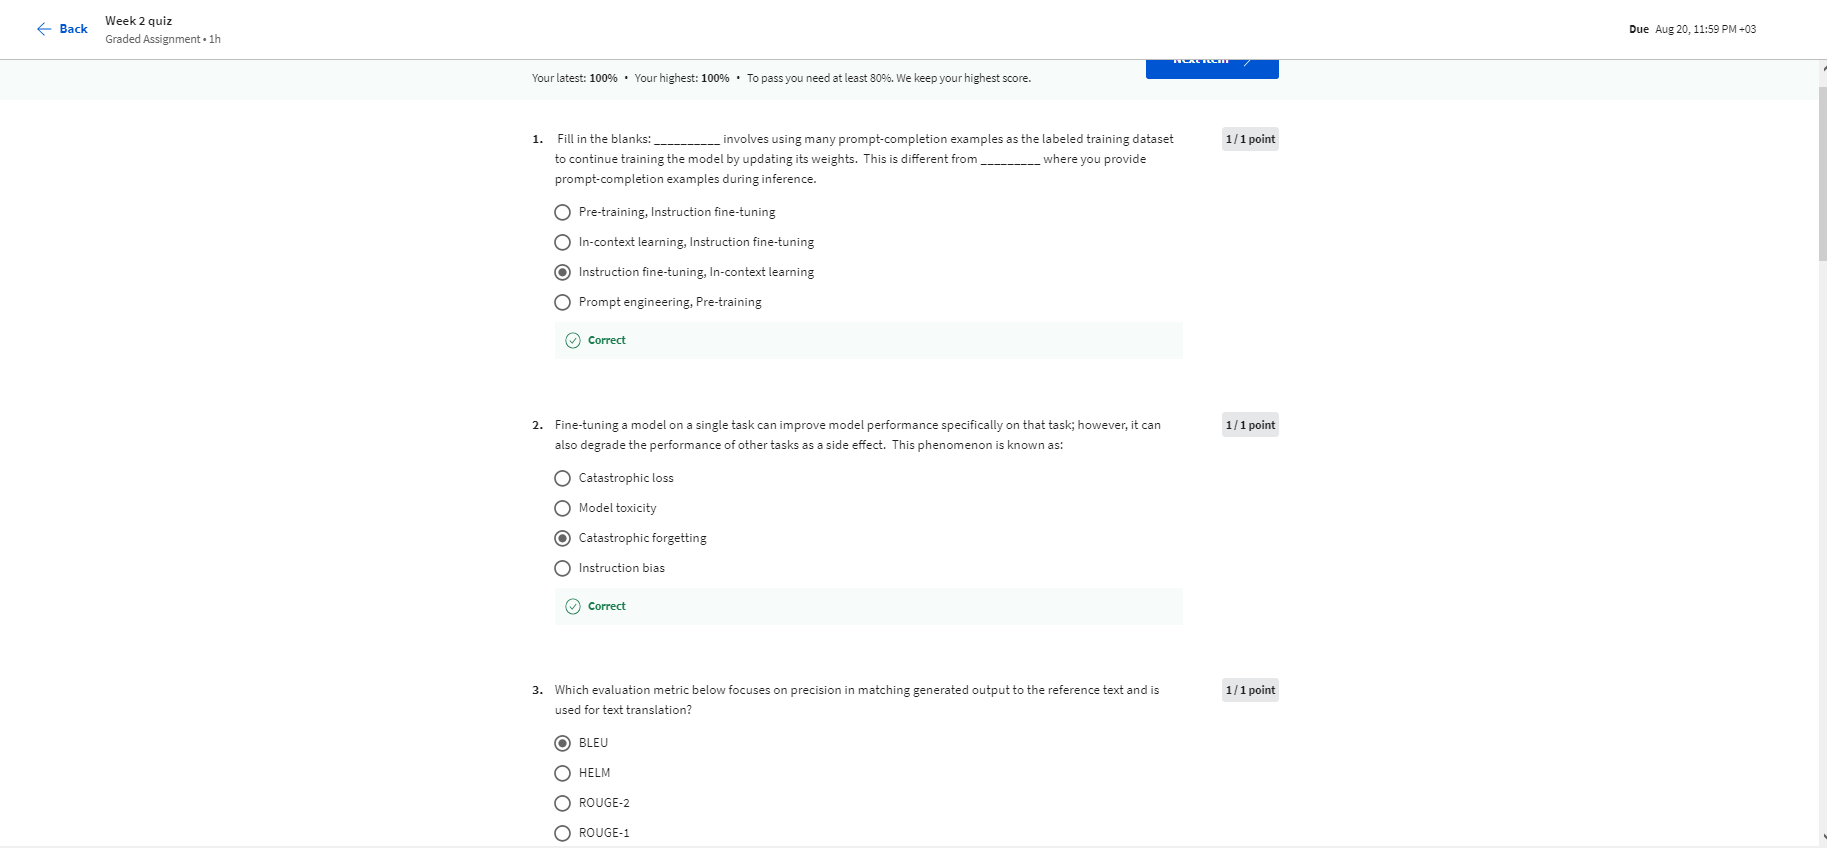 Back
Week 2 quiz
Graded Assignment • 1h
Due Aug 20, 11:59 PM +03
Next item
Your latest: 100% • Your highest: 100% • To pass you need at least 80%. We keep your highest score.
1. Fill in the blanks: __________ involves using many prompt-completion examples as the labeled training dataset
to continue training the model by updating its weights. This is different from _________ where you provide
prompt-completion examples during inference.
1 / 1 point
Pre-training, Instruction fine-tuning
In-context learning, Instruction fine-tuning
Instruction fine-tuning, In-context learning
Prompt engineering, Pre-training
Correct
2. Fine-tuning a model on a single task can improve model performance specifically on that task; however, it can
also degrade the performance of other tasks as a side effect. This phenomenon is known as:
1 / 1 point
Catastrophic loss
Model toxicity
Catastrophic forgetting
Instruction bias
Correct
3. Which evaluation metric below focuses on precision in matching generated output to the reference text and is
used for text translation?
1 / 1 point
BLEU
HELM
ROUGE-2
ROUGE-1